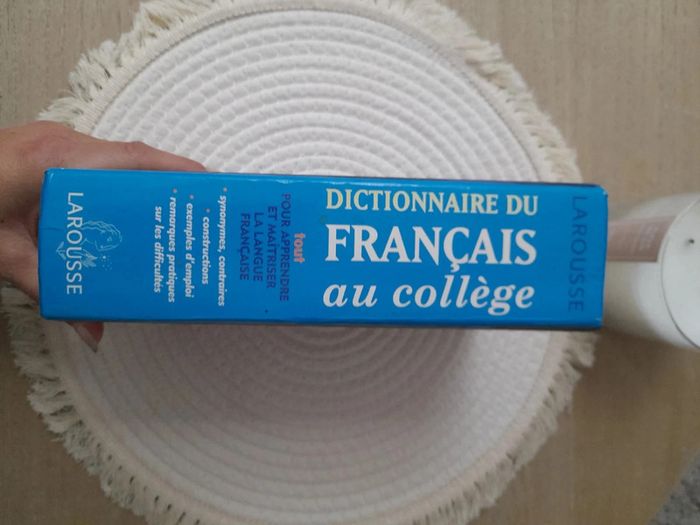 LAROUSSE
DICTIONNAIRE DU
FRANÇAIS
au collège
tout
POUR APPRENDRE
ET MAÎTRISER
LA LANGUE
FRANÇAISE
• synonymes, contraires
• constructions
• exemples d'emploi
• remarques pratiques
sur les difficultés
LAROUSSE